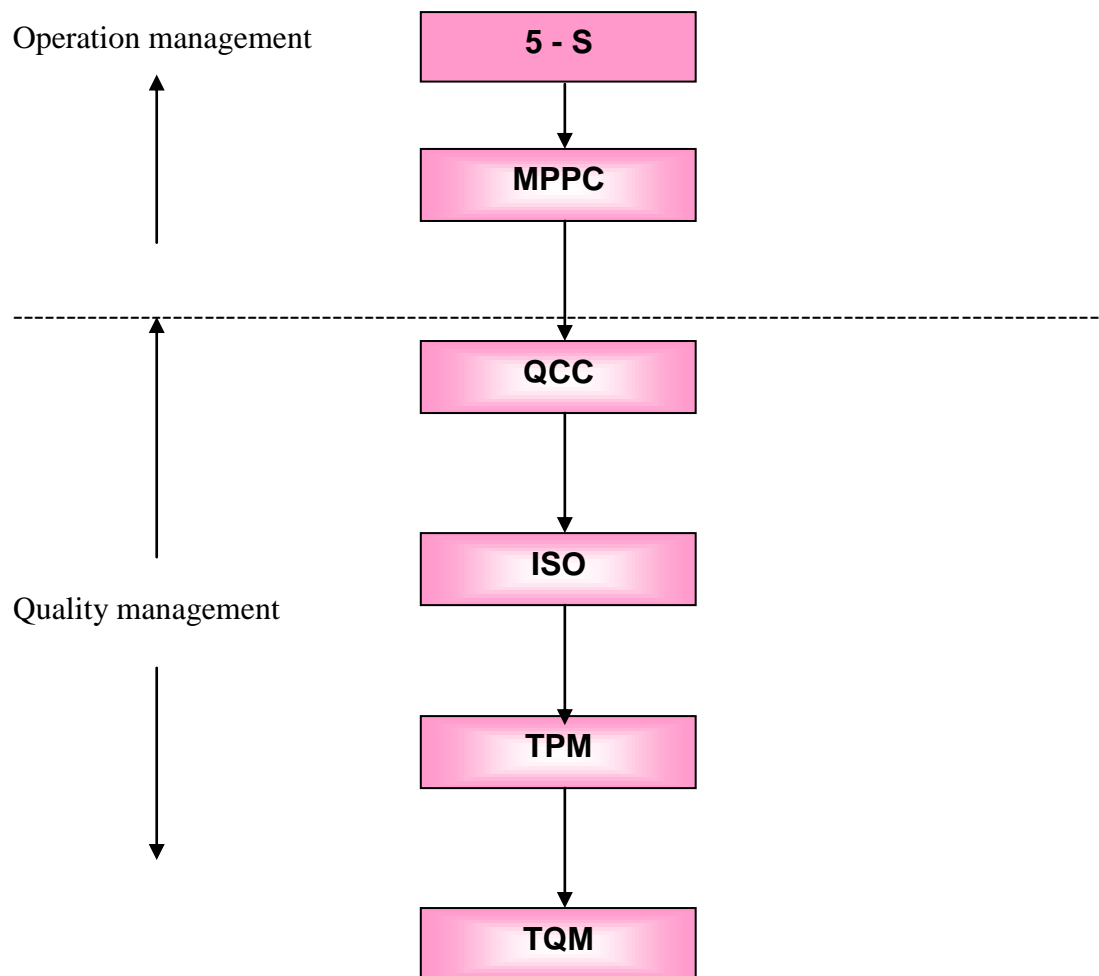 Operation management
5 - S
MPPC
QCC
ISO
Quality management
TPM
TQM